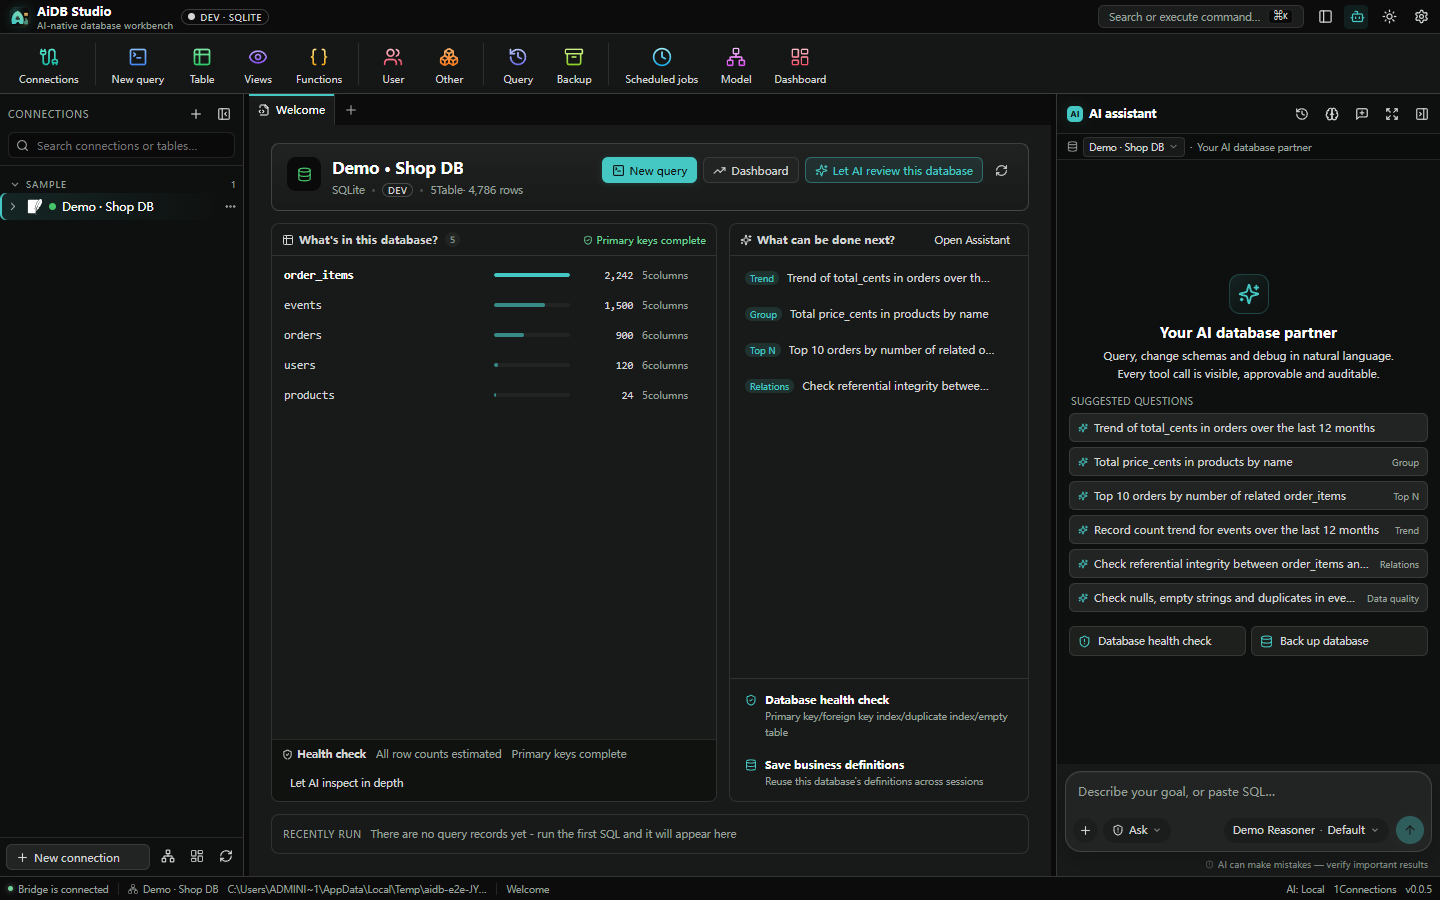 AiDB Studio
AI-native database workbench
DEV · SQLITE
Search or execute command...
⌘K
Connections
New query
Table
Views
Functions
User
Other
Query
Backup
Scheduled jobs
Model
Dashboard
CONNECTIONS
Search connections or tables...
SAMPLE 1
Demo · Shop DB
New connection
Welcome
Demo • Shop DB
SQLite • DEV • 5Table· 4,786 rows
New query
Dashboard
Let AI review this database
What's in this database? 5
Primary keys complete
order_items 2,242 5columns
events 1,500 5columns
orders 900 6columns
users 120 6columns
products 24 5columns
Health check All row counts estimated Primary keys complete
Let AI inspect in depth
What can be done next?
Open Assistant
Trend Trend of total_cents in orders over th...
Group Total price_cents in products by name
Top N Top 10 orders by number of related o...
Relations Check referential integrity betwee...
Database health check
Primary key/foreign key index/duplicate index/empty
table
Save business definitions
Reuse this database's definitions across sessions
RECENTLY RUN There are no query records yet - run the first SQL and it will appear here
AI AI assistant
Demo · Shop DB · Your AI database partner
Your AI database partner
Query, change schemas and debug in natural language.
Every tool call is visible, approvable and auditable.
SUGGESTED QUESTIONS
Trend of total_cents in orders over the last 12 months
Total price_cents in products by name Group
Top 10 orders by number of related order_items Top N
Record count trend for events over the last 12 months Trend
Check referential integrity between order_items an... Relations
Check nulls, empty strings and duplicates in eve... Data quality
Database health check
Back up database
Describe your goal, or paste SQL...
Ask
Demo Reasoner · Default
AI can make mistakes — verify important results
Bridge is connected
Demo · Shop DB
C:\Users\ADMINI~1\AppData\Local\Temp\aidb-e2e-JY...
Welcome
AI: Local
1Connections
v0.0.5